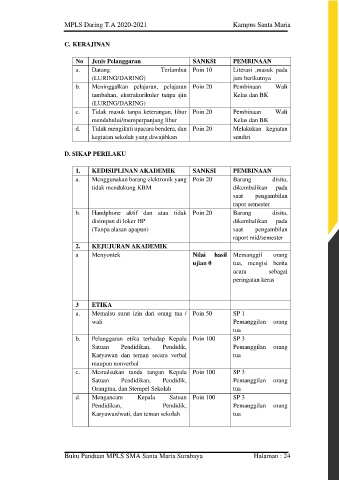 MPLS Daring T.A 2020-2021 Kampus Santa Maria
C. KERAJINAN
No Jenis Pelanggaran SANKSI PEMBINAAN
a. Datang Terlambat Poin 10 Literasi ,masuk pada
(LURING/DARING) jam berikutnya
b. Meninggalkan pelajaran, pelajaran Poin 20 Pembinaan Wali
tambahan, ekstrakurikuler tanpa ijin Kelas dan BK
(LURING/DARING)
c. Tidak masuk tanpa keterangan, libur Poin 20 Pembinaan Wali
mendahului/memperpanjang libur Kelas dan BK
d. Tidak mengikuti upacara bendera, dan Poin 20 Melakukan kegiatan
kegiatan sekolah yang diwajibkan sendiri
D. SIKAP PERILAKU
1. KEDISIPLINAN AKADEMIK SANKSI PEMBINAAN
a. Menggunakan barang elektronik yang Poin 20 Barang disita,
tidak mendukung KBM dikembalikan pada
saat pengambilan
rapor semester
b. Handphone aktif dan atau tidak Poin 20 Barang disita,
disimpan di loker HP dikembalikan pada
(Tanpa alasan apapun) saat pengambilan
raport mid/semester
2. KEJUJURAN AKADEMIK
a Menyontek Nilai hasil Memanggil orang
ujian 0 tua, mengisi berita
acara sebagai
peringatan keras
3 ETIKA
a. Memalsu surat izin dari orang tua / Poin 50 SP 1
wali Pemanggilan orang
tua
b. Pelanggaran etika terhadap Kepala Poin 100 SP 3
Satuan Pendidikan, Pendidik, Pemanggilan orang
Karyawan dan teman secara verbal tua
maupun nonverbal
c. Memalsukan tanda tangan Kepala Poin 100 SP 3
Satuan Pendidikan, Pendidik, Pemanggilan orang
Orangtua, dan Stempel Sekolah tua
d. Mengancam Kepala Satuan Poin 100 SP 3
Pendidikan, Pendidik, Pemanggilan orang
Karyawan/wati, dan teman sekolah tua
Buku Panduan MPLS SMA Santa Maria Surabaya Halaman : 24